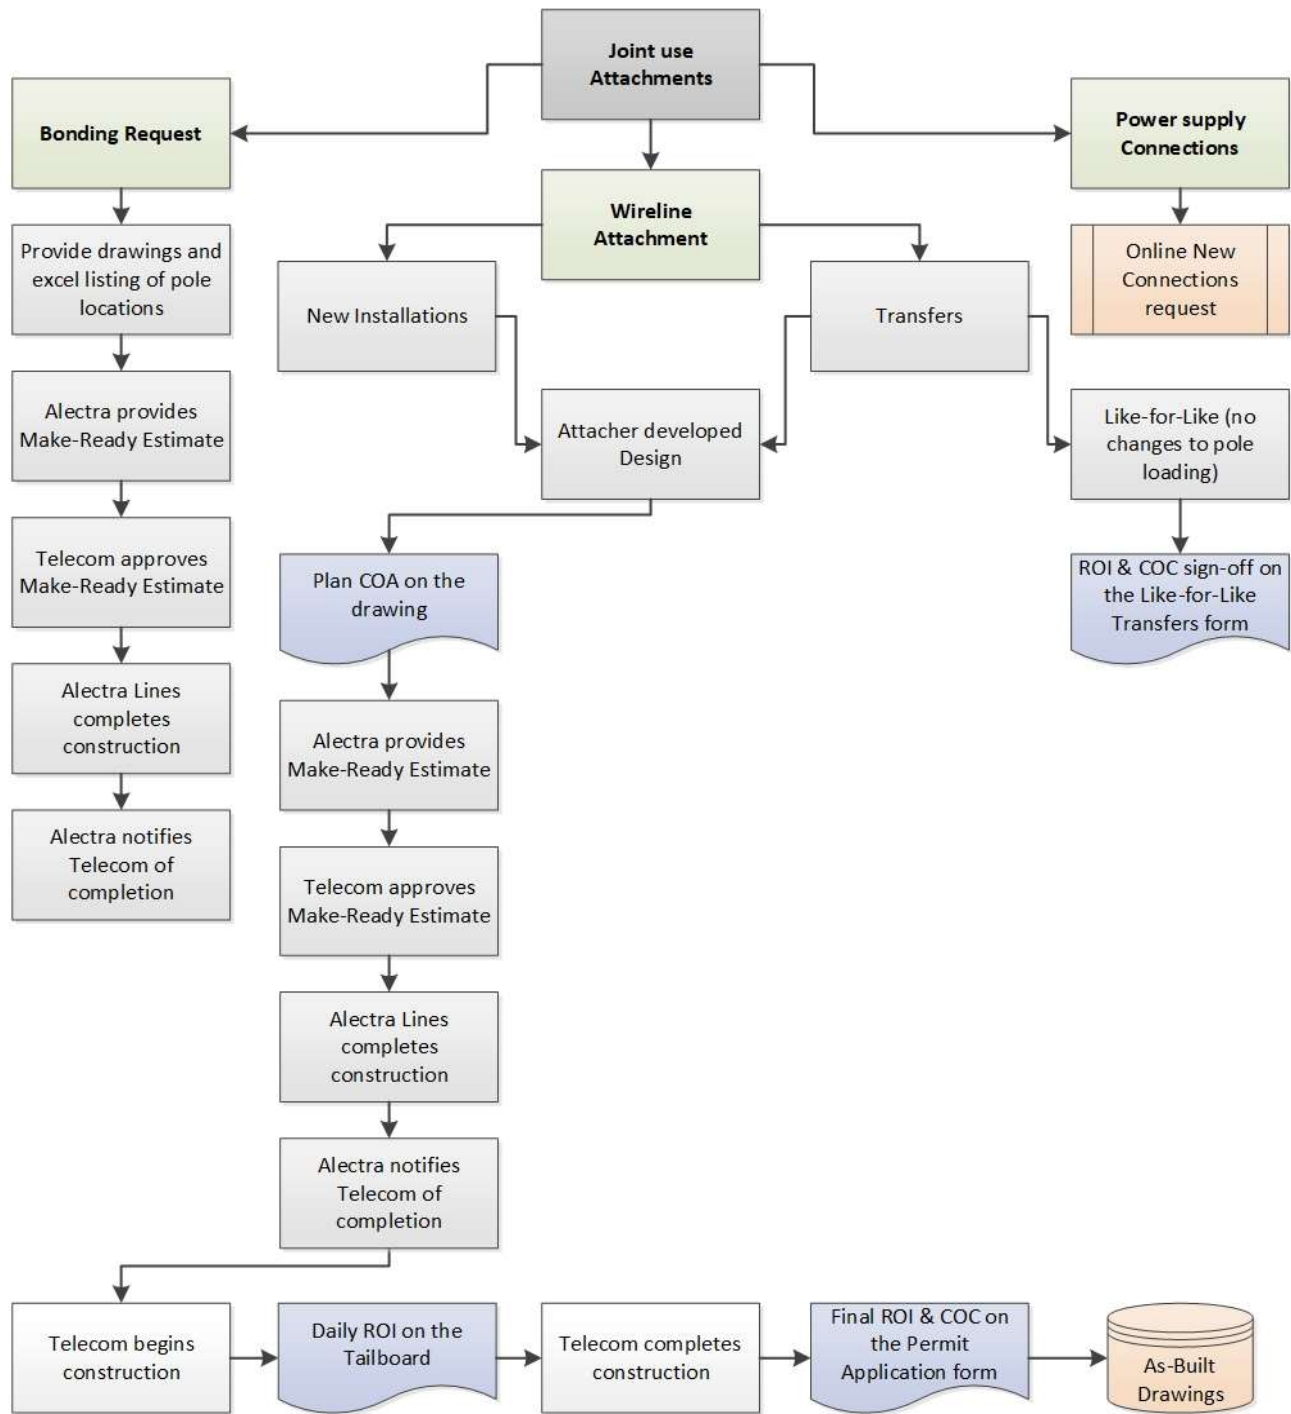 Joint use
Attachments
Bonding Request
Power supply
Connections
Wireline
Attachment
Provide drawings and
excel listing of pole
locations
Online New
Connections
request
New Installations
Transfers
Alectra provides
Make-Ready Estimate
Attacher developed
Design
Like-for-Like (no
changes to pole
loading)
Telecom approves
Make-Ready Estimate
Plan COA on the
drawing
ROI & COC sign-off on
the Like-for-Like
Transfers form
Alectra Lines
completes
construction
Alectra provides
Make-Ready Estimate
Alectra notifies
Telecom of
completion
Telecom approves
Make-Ready Estimate
Alectra Lines
completes
construction
Alectra notifies
Telecom of
completion
Telecom begins
construction
Daily ROI on the
Tailboard
Telecom completes
construction
Final ROI & COC on
the Permit
Application form
As-Built
Drawings